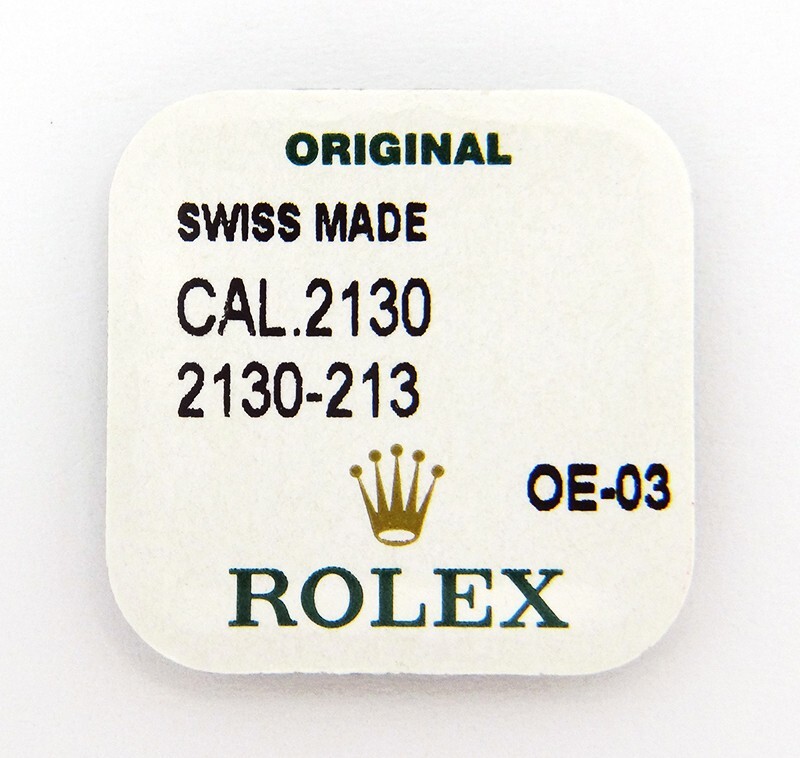 ORIGINAL
SWISS MADE
CAL.2130
2130-213
OE-03
ROLEX